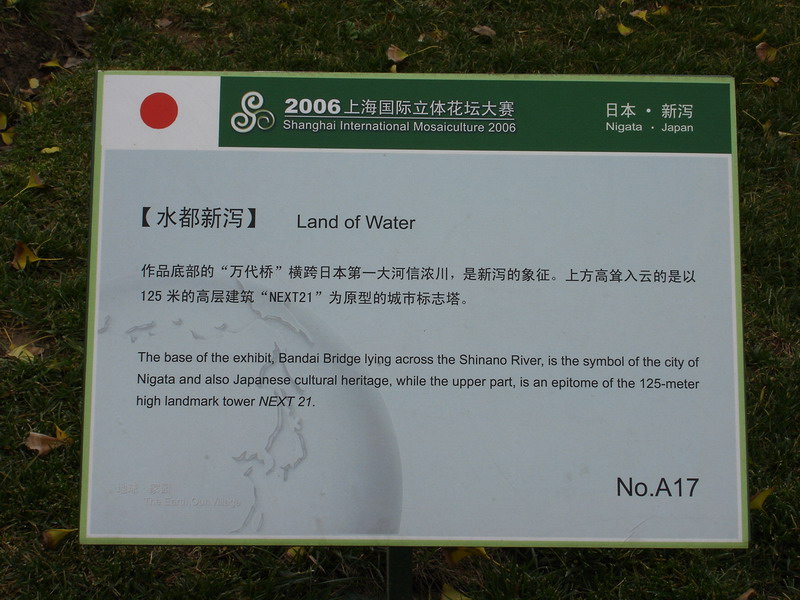 2006上海国际立体花坛大赛
Shanghai International Mosaiculture 2006
日本·新泻
Nigata · Japan
【水都新泻】 Land of Water
作品底部的“万代桥”横跨日本第一大河信浓川，是新泻的象征。上方高耸入云的是以
125 米的高层建筑“NEXT21”为原型的城市标志塔。
The base of the exhibit, Bandai Bridge lying across the Shinano River, is the symbol of the city of
Nigata and also Japanese cultural heritage, while the upper part, is an epitome of the 125-meter
high landmark tower NEXT 21.
The Earth Our Village
No.A17